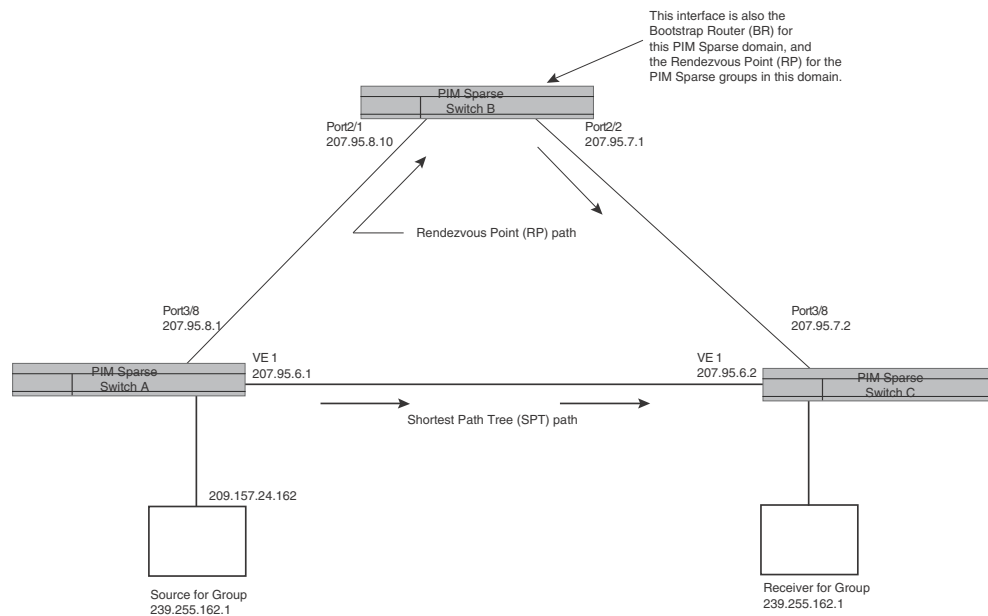 This interface is also the
Bootstrap Router (BR) for
this PIM Sparse domain, and
the Rendezvous Point (RP) for the
PIM Sparse groups in this domain.
PIM Sparse
Switch B
Port2/1
207.95.8.10
Port2/2
207.95.7.1
Rendezvous Point (RP) path
Port3/8
207.95.8.1
Port3/8
207.95.7.2
PIM Sparse
Switch A
VE 1
207.95.6.1
VE 1
207.95.6.2
PIM Sparse
Switch C
Shortest Path Tree (SPT) path
209.157.24.162
Source for Group
239.255.162.1
Receiver for Group
239.255.162.1